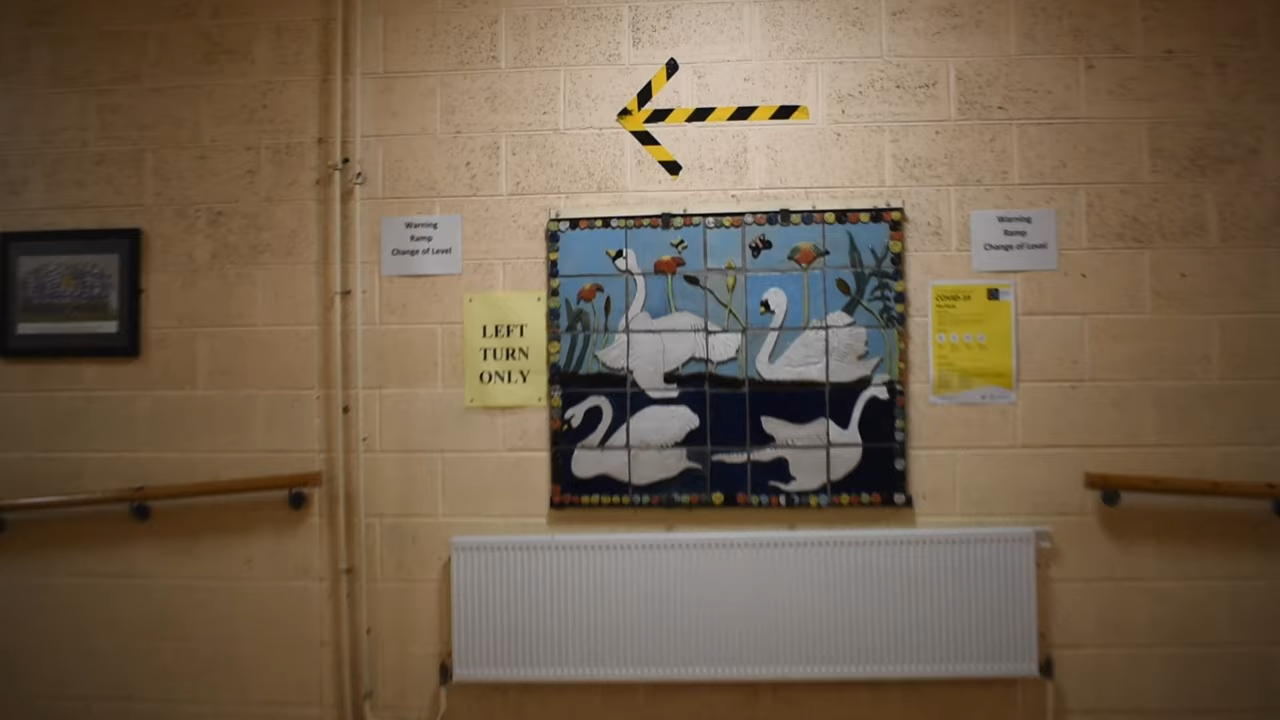 Warning
Ramp
Change of Level
LEFT
TURN
ONLY
Warning
Ramp
Change of Level
COVID-19